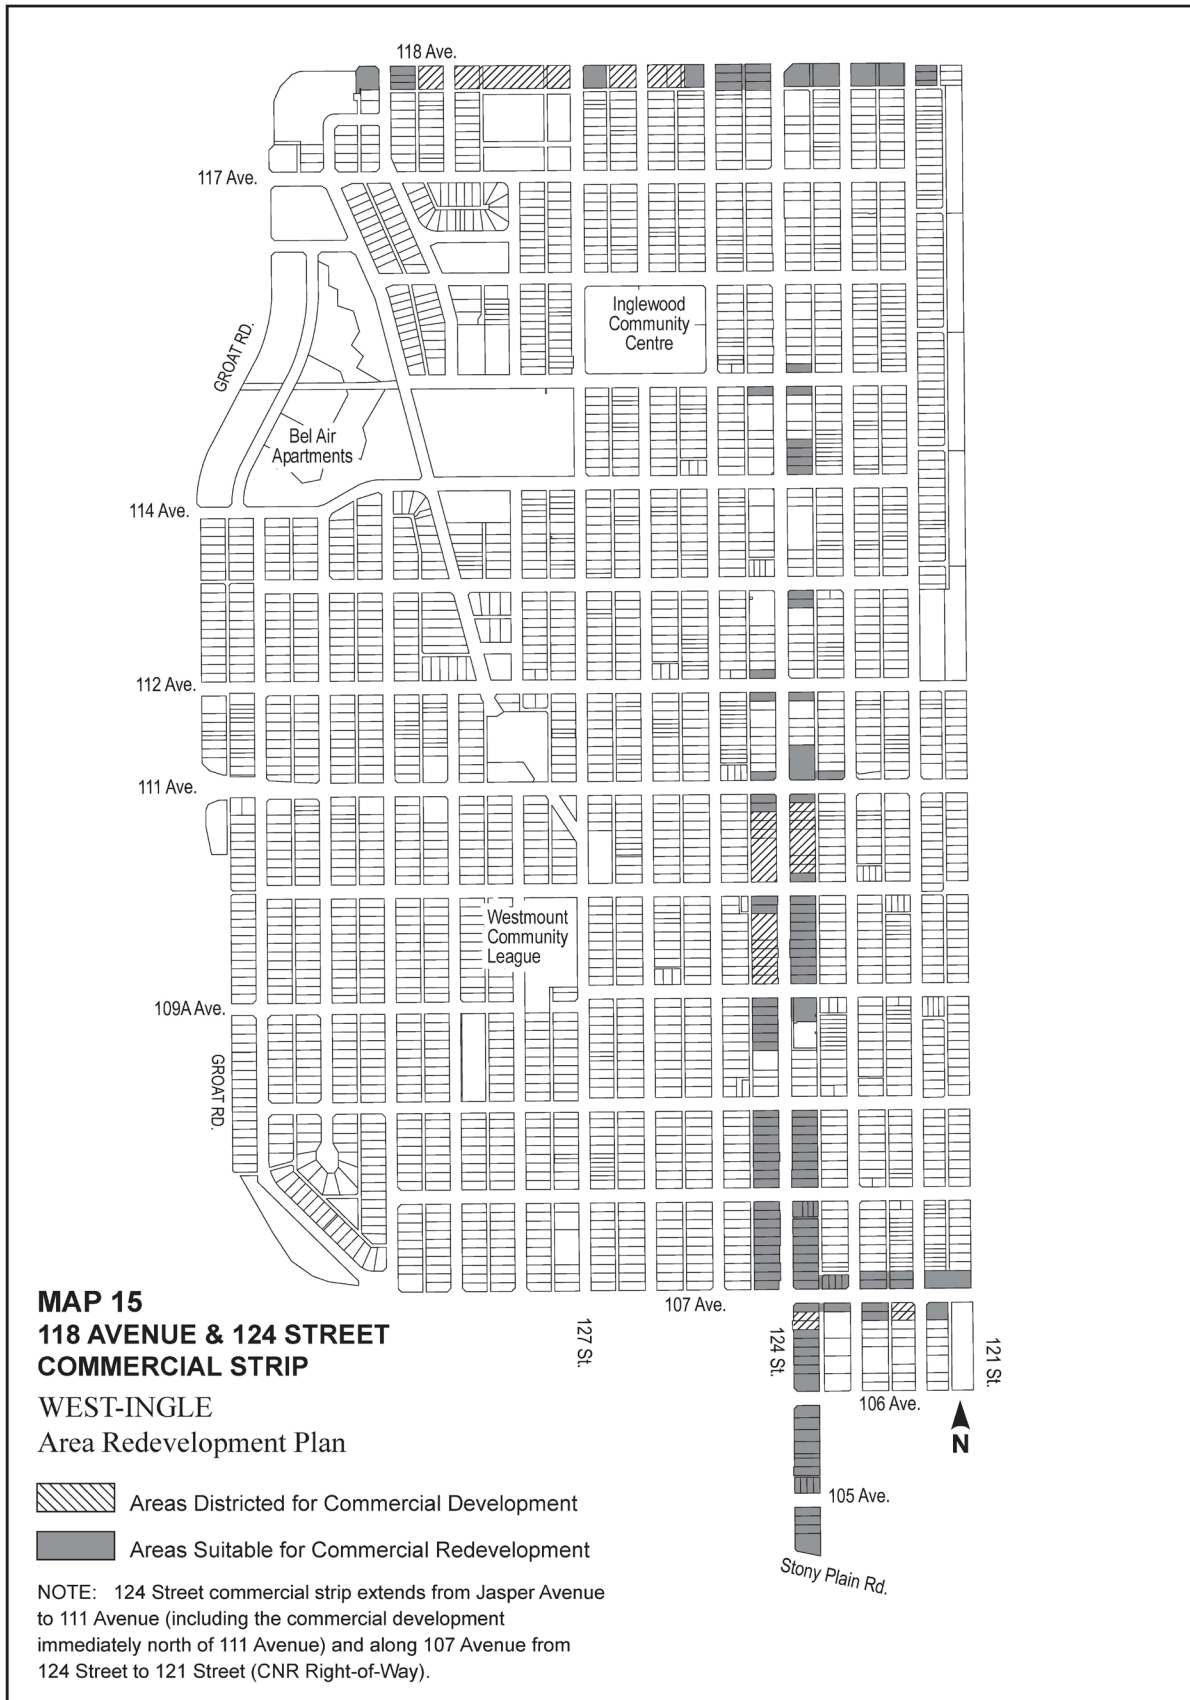 118 Ave.
117 Ave.
Inglewood
Community
Centre
GROAT RD.
Bel Air
Apartments
114 Ave.
112 Ave.
111 Ave.
Westmount
Community
League
109A Ave.
GROAT RD.
107 Ave.
127 St.
124 St.
121 St.
106 Ave.
N
105 Ave.
Stony Plain Rd.
MAP 15
118 AVENUE & 124 STREET
COMMERCIAL STRIP
WEST-INGLE
Area Redevelopment Plan
Areas Districted for Commercial Development
Areas Suitable for Commercial Redevelopment
NOTE: 124 Street commercial strip extends from Jasper Avenue
to 111 Avenue (including the commercial development
immediately north of 111 Avenue) and along 107 Avenue from
124 Street to 121 Street (CNR Right-of-Way).